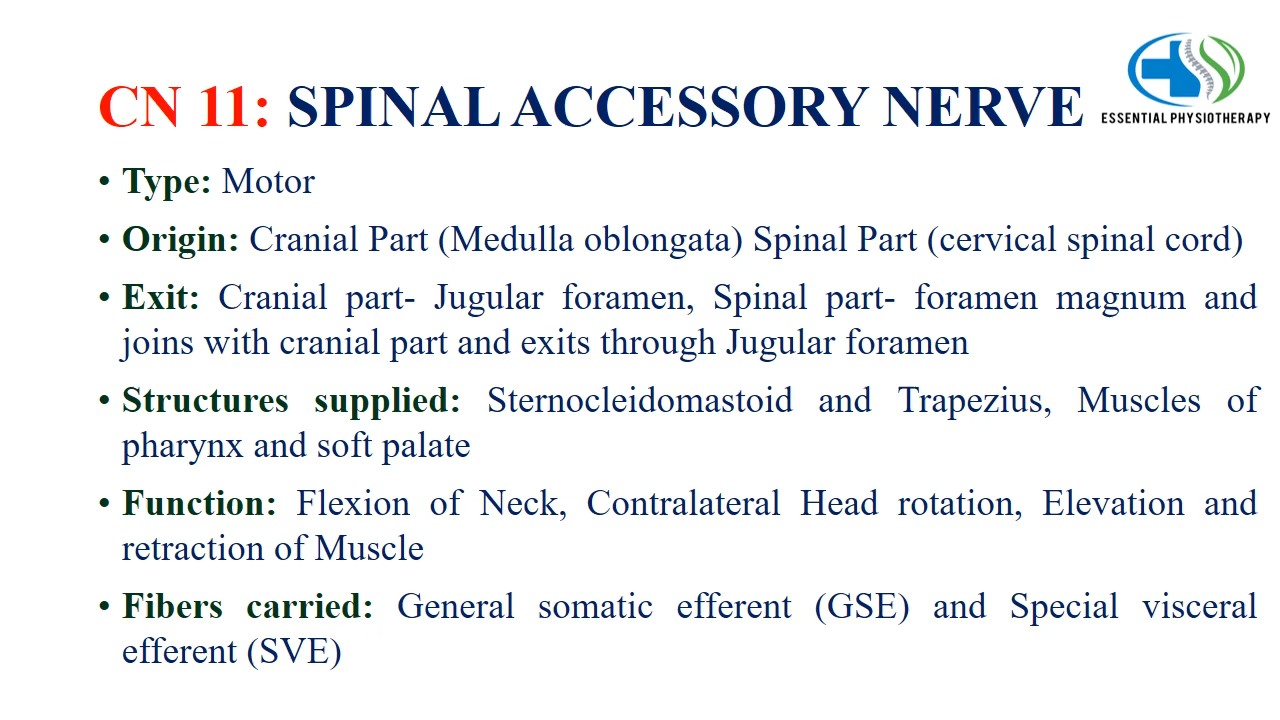 CN 11: SPINAL ACCESSORY NERVE
ESSENTIAL PHYSIOTHERAPY
• Type: Motor
• Origin: Cranial Part (Medulla oblongata) Spinal Part (cervical spinal cord)
• Exit: Cranial part- Jugular foramen, Spinal part- foramen magnum and
joins with cranial part and exits through Jugular foramen
• Structures supplied: Sternocleidomastoid and Trapezius, Muscles of
pharynx and soft palate
• Function: Flexion of Neck, Contralateral Head rotation, Elevation and
retraction of Muscle
• Fibers carried: General somatic efferent (GSE) and Special visceral
efferent (SVE)